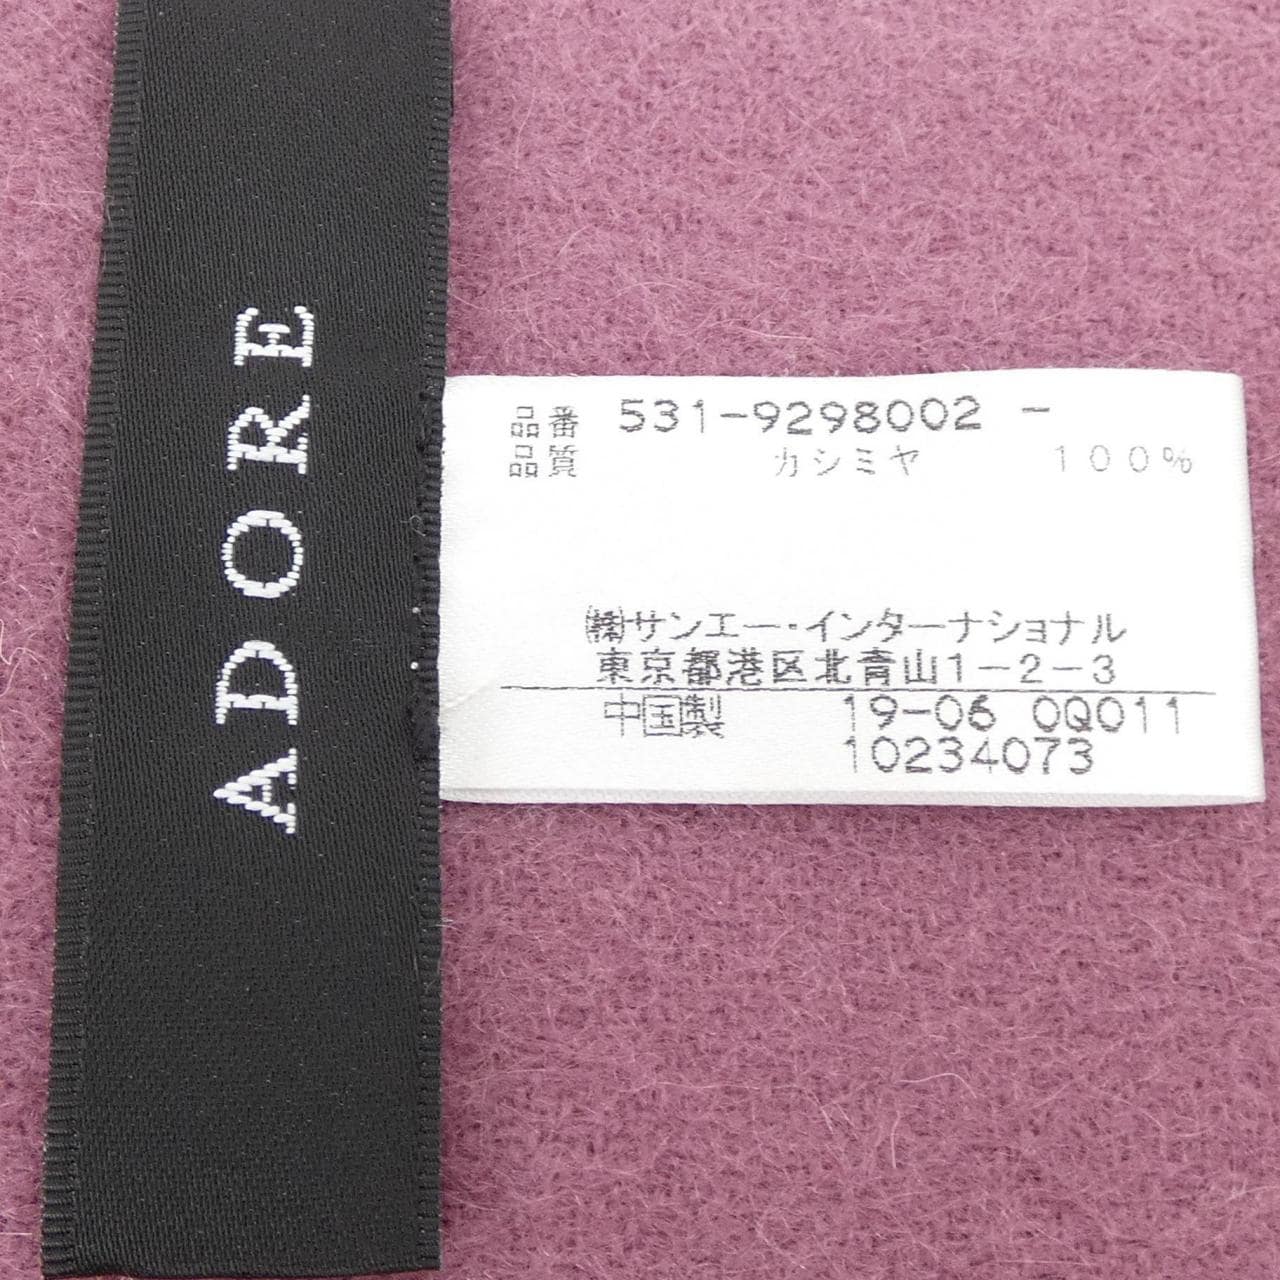 ADORE
品番 531-9298002 -
品質 カシミヤ 100%
㈱サンエー・インターナショナル
東京都港区北青山1-2-3
中国製 19-06 0Q011
10234073